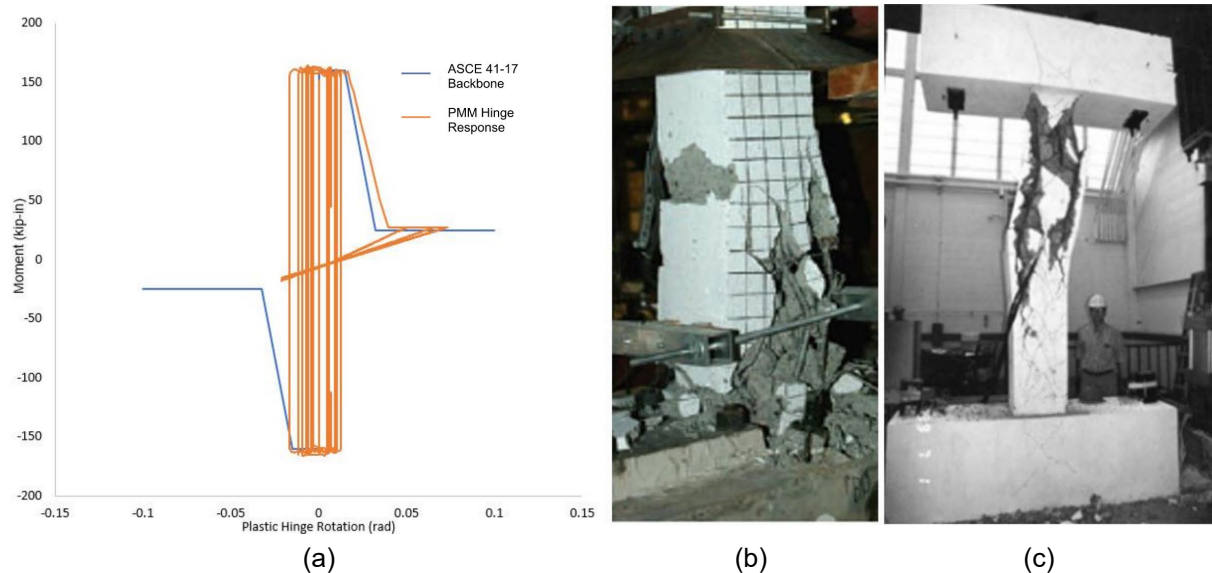 200
150
100
50
0
-50
-100
-150
-200
Moment (kip-in)
ASCE 41-17
Backbone
PMM Hinge
Response
-0.15
-0.1
-0.05
0
0.05
0.1
0.15
Plastic Hinge Rotation (rad)
(a)
(b)
(c)